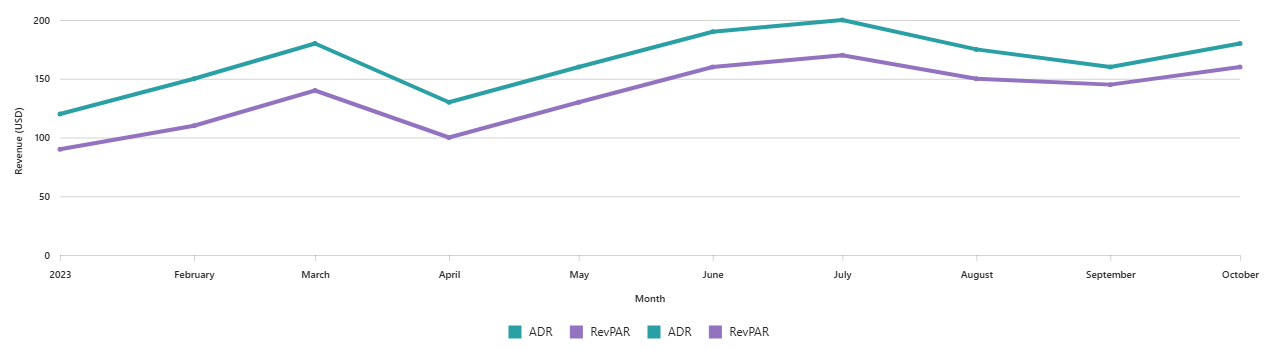 200
150
100
50
0
Revenue (USD)
2023 February March April May June July August September October
Month
ADR RevPAR ADR RevPAR